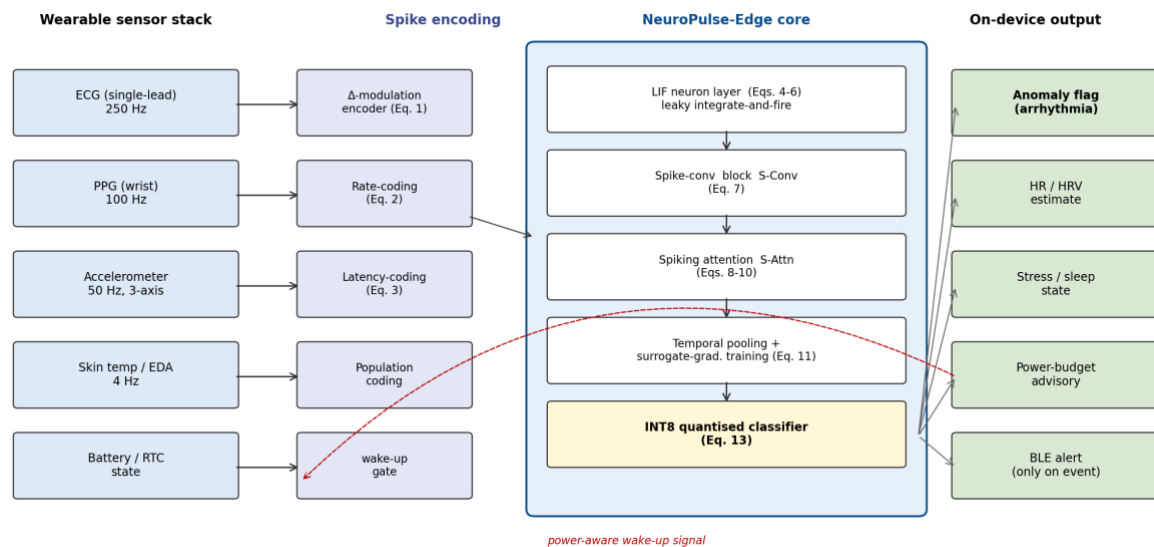 Wearable sensor stack
Spike encoding
NeuroPulse-Edge core
On-device output
ECG (single-lead)
250 Hz
Δ-modulation
encoder (Eq. 1)
LIF neuron layer  (Eqs. 4-6)
leaky integrate-and-fire
Anomaly flag
(arrhythmia)
PPG (wrist)
100 Hz
Rate-coding
(Eq. 2)
Spike-conv  block  S-Conv
(Eq. 7)
HR / HRV
estimate
Accelerometer
50 Hz, 3-axis
Latency-coding
(Eq. 3)
Spiking attention  S-Attn
(Eqs. 8-10)
Stress / sleep
state
Skin temp / EDA
4 Hz
Population
coding
Temporal pooling +
surrogate-grad. training (Eq. 11)
Power-budget
advisory
Battery / RTC
state
wake-up
gate
INT8 quantised classifier
(Eq. 13)
BLE alert
(only on event)
power-aware wake-up signal